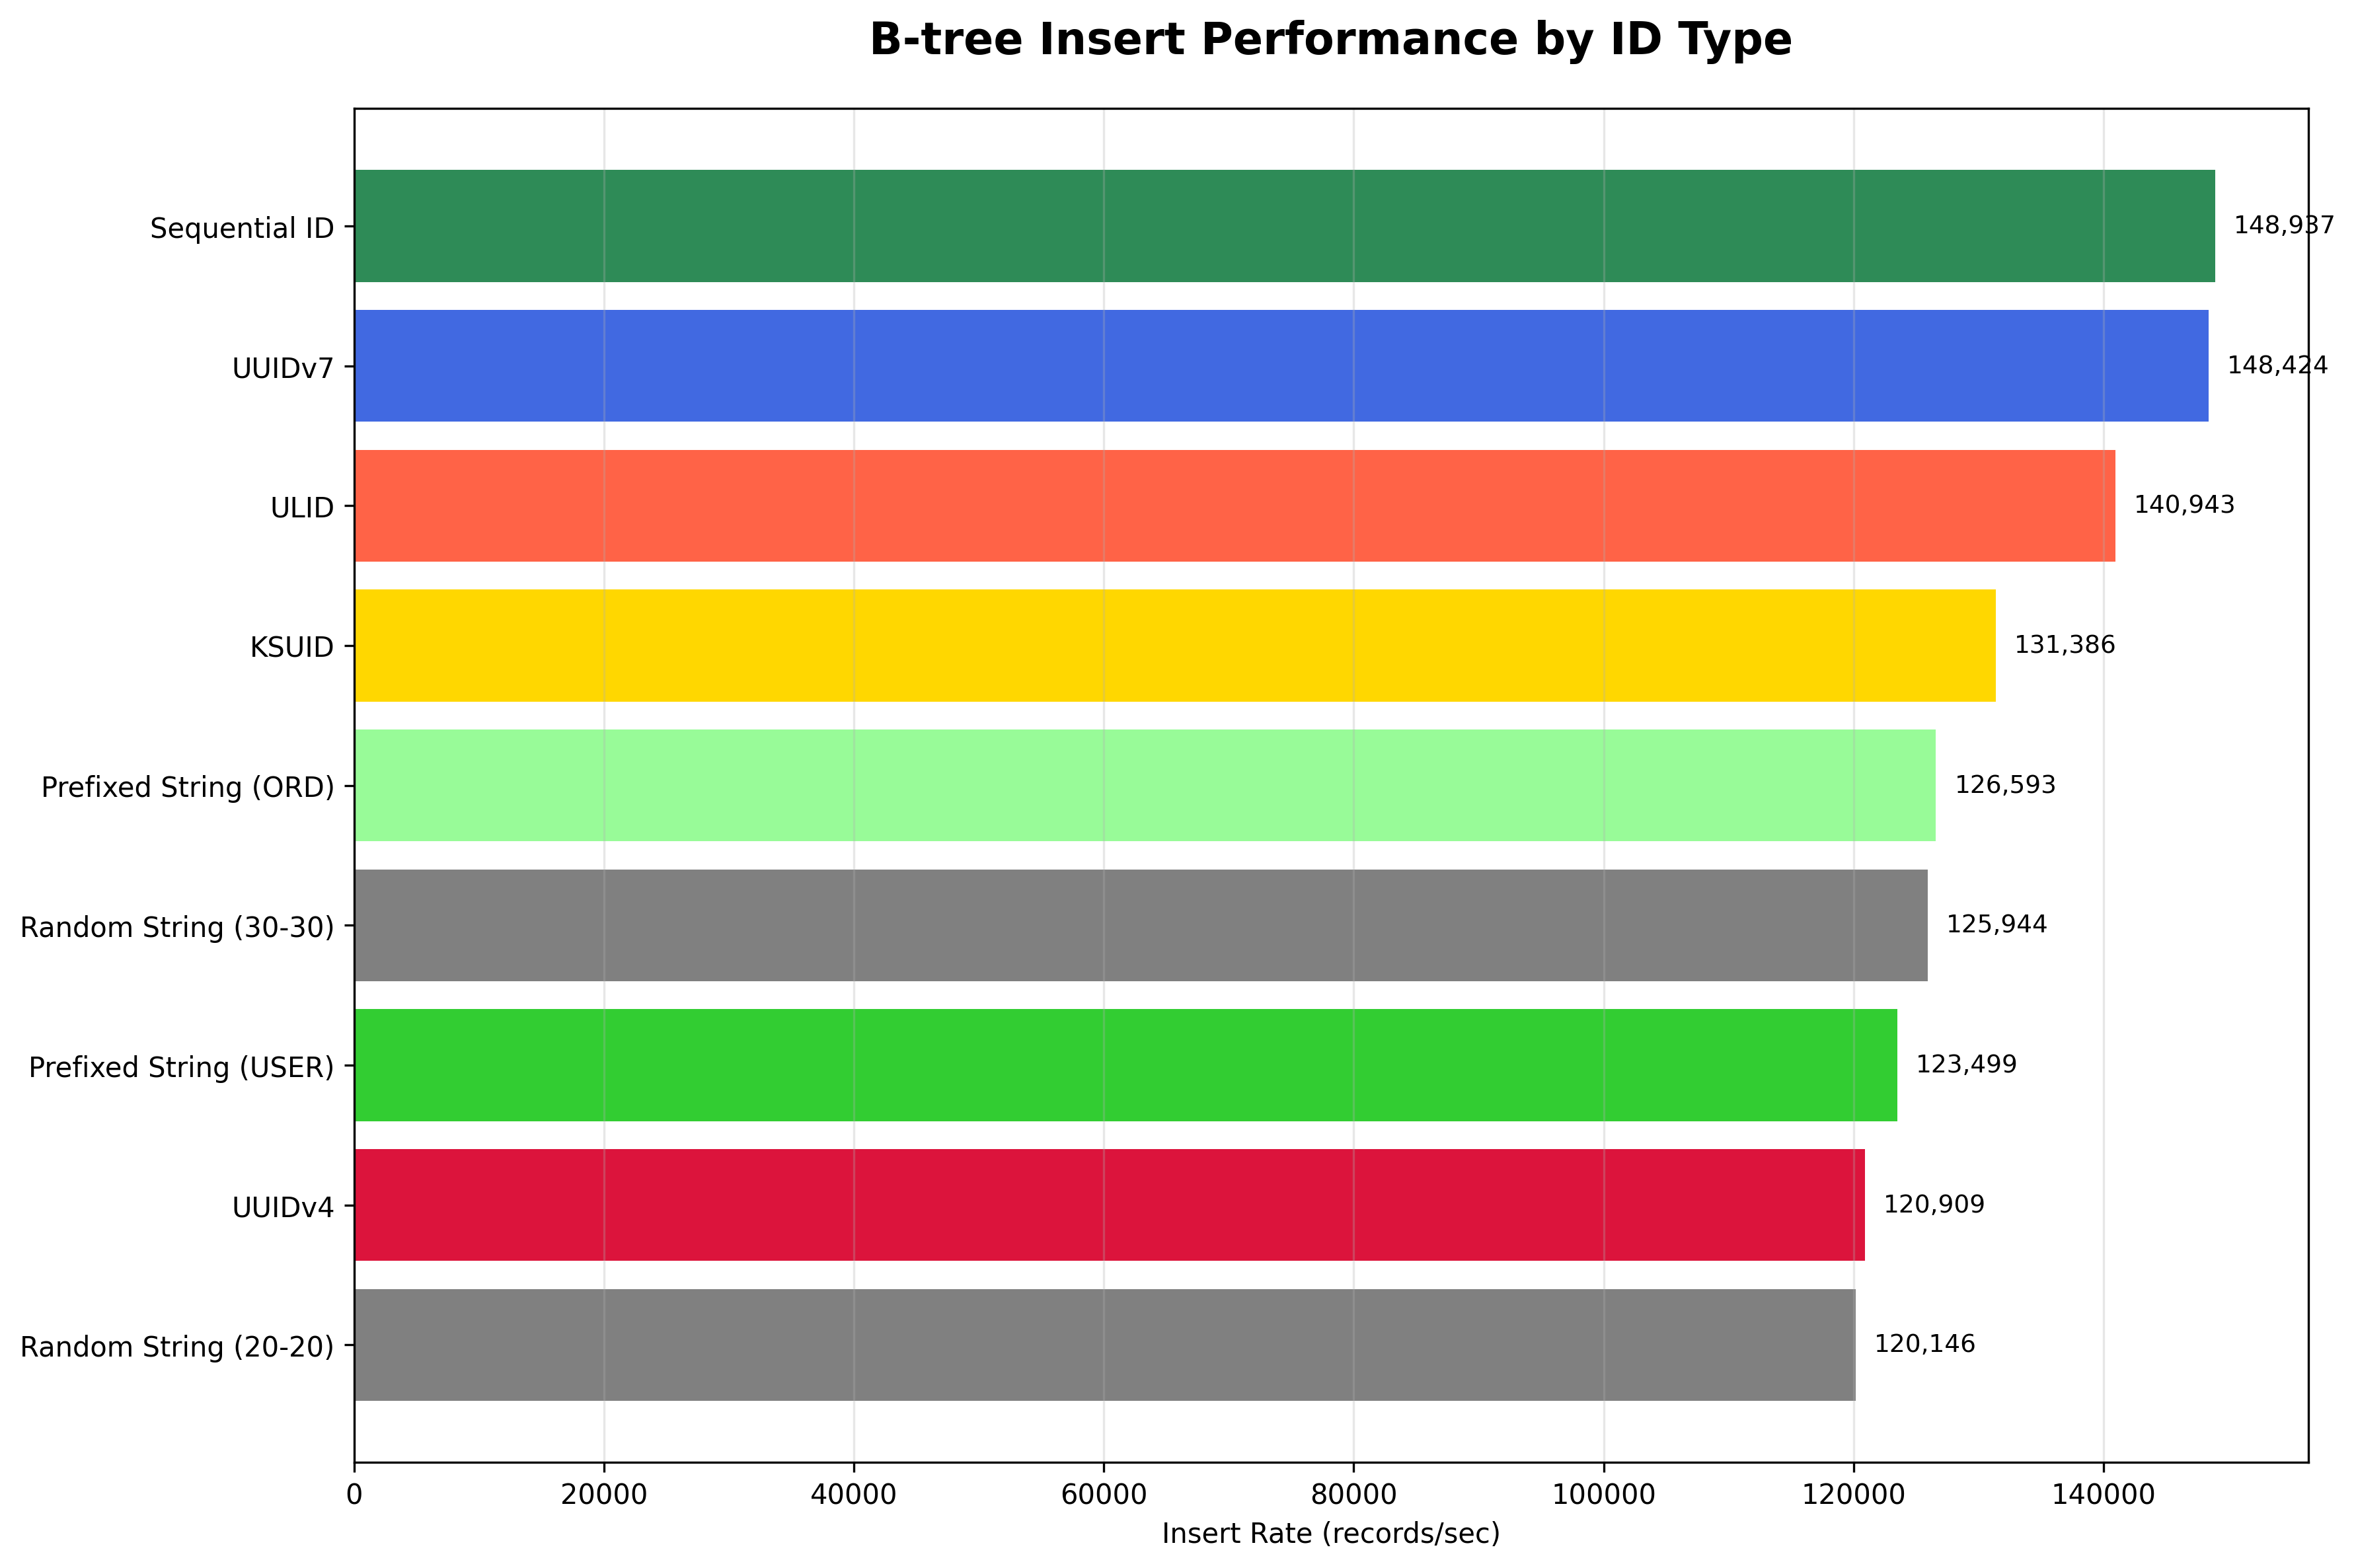 B-tree Insert Performance by ID Type
Sequential ID
148,937
UUIDv7
148,424
ULID
140,943
KSUID
131,386
Prefixed String (ORD)
126,593
Random String (30-30)
125,944
Prefixed String (USER)
123,499
UUIDv4
120,909
Random String (20-20)
120,146
0 20000 40000 60000 80000 100000 120000 140000
Insert Rate (records/sec)